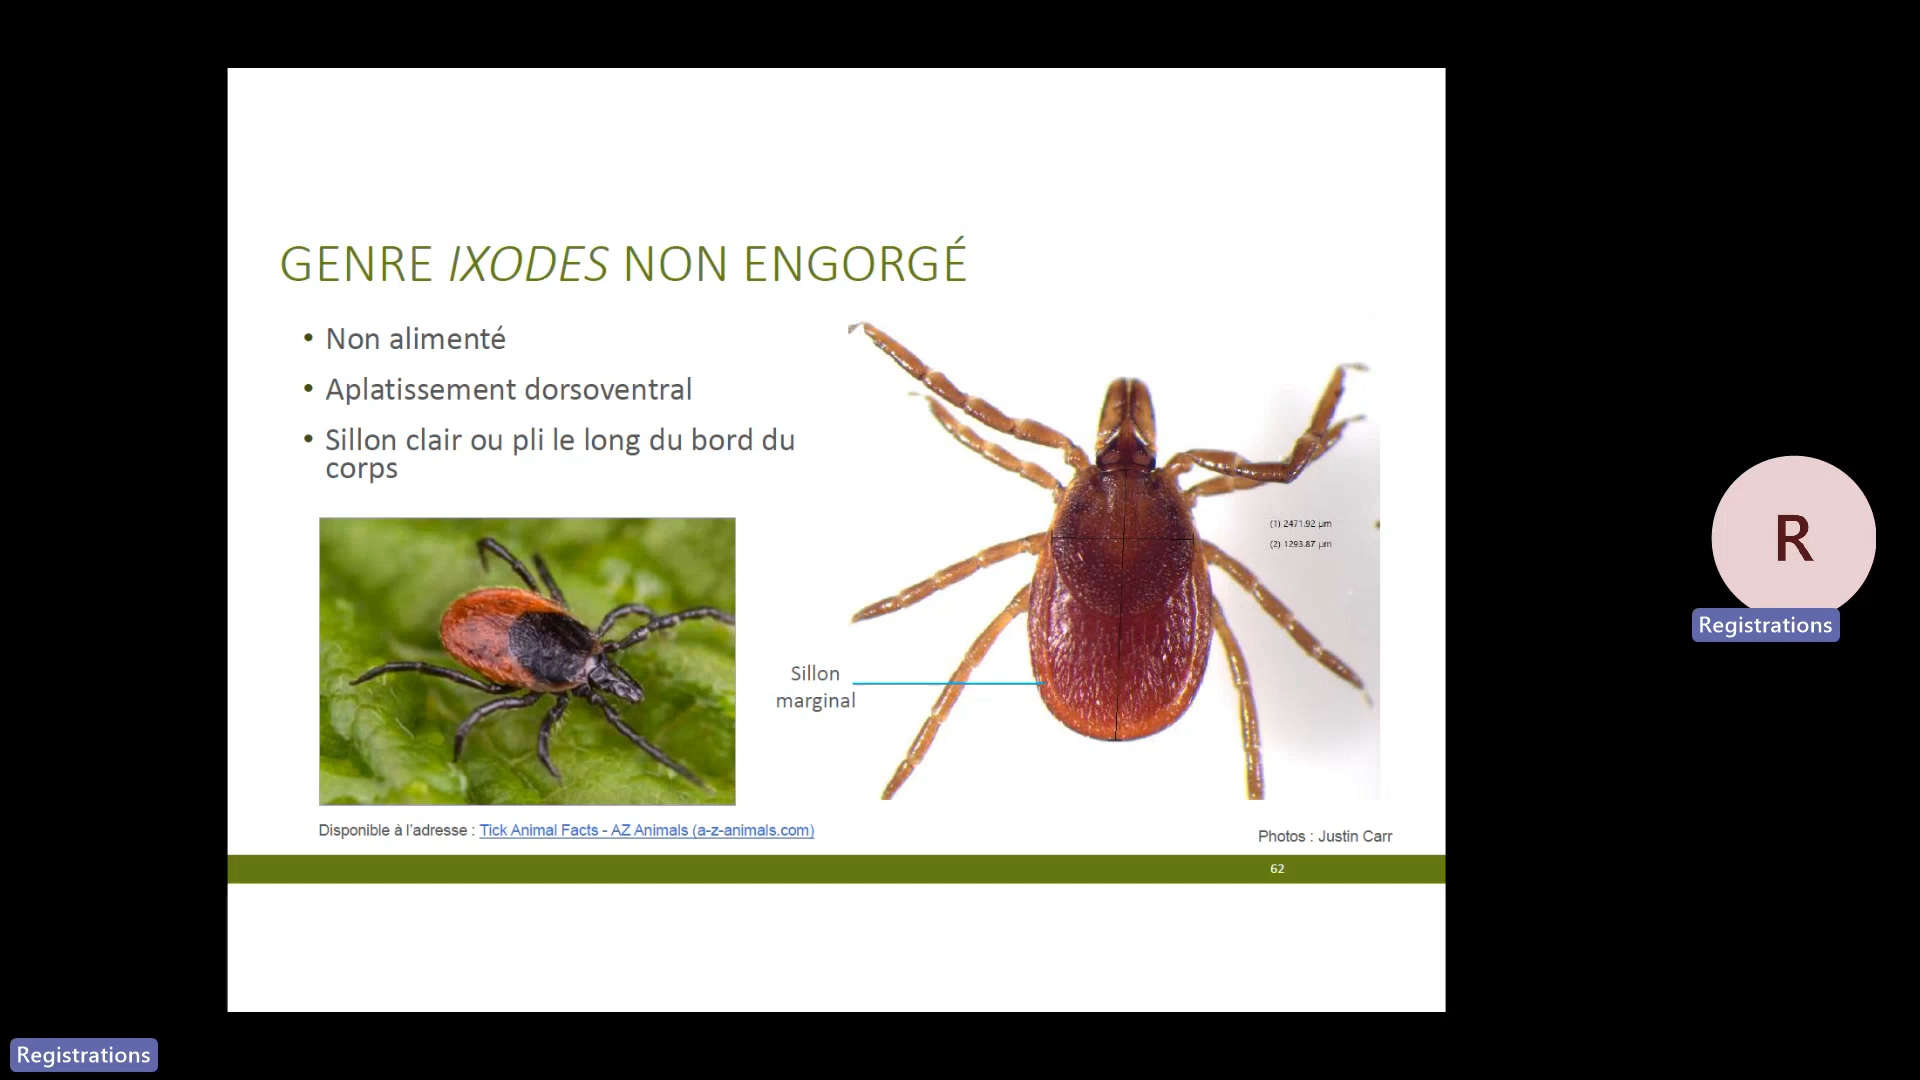 GENRE IXODES NON ENGORGÉ
• Non alimenté
• Aplatissement dorsoventral
• Sillon clair ou pli le long du bord du
corps
(1) 2471.92 µm
(2) 1293.87 µm
Sillon
marginal
Disponible à l'adresse : Tick Animal Facts - AZ Animals (a-z-animals.com)
Photos : Justin Carr
62
R
Registrations
Registrations